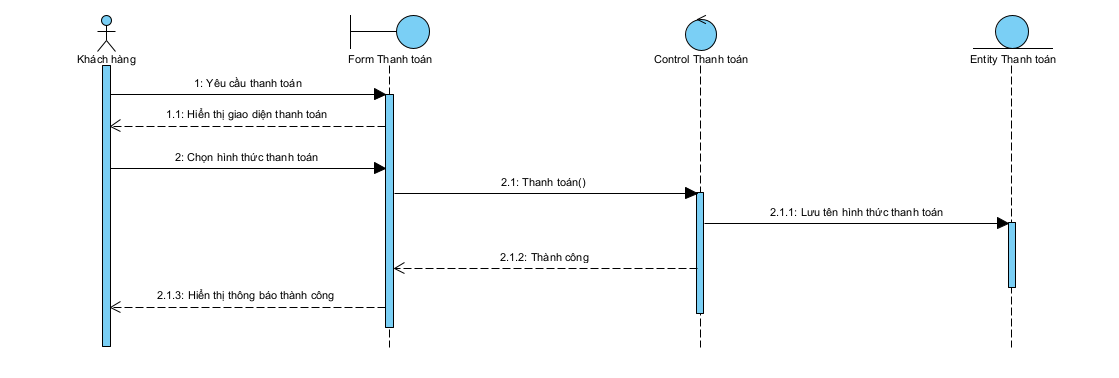 Khách hàng
Form Thanh toán
Control Thanh toán
Entity Thanh toán
1: Yêu cầu thanh toán
1.1: Hiển thị giao diện thanh toán
2: Chọn hình thức thanh toán
2.1: Thanh toán()
2.1.1: Lưu tên hình thức thanh toán
2.1.2: Thành công
2.1.3: Hiển thị thông báo thành công